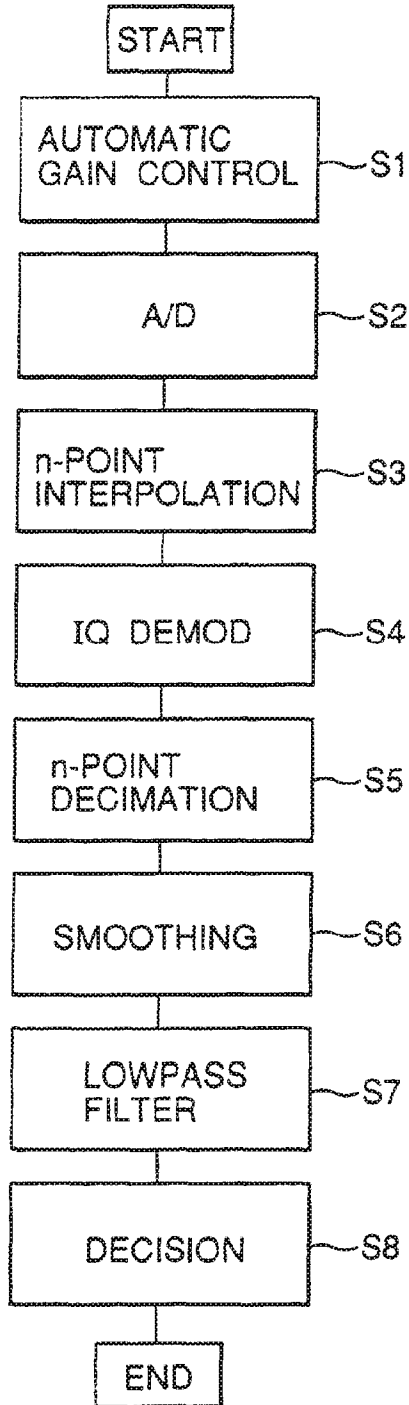 START
AUTOMATIC
GAIN CONTROL
S1
A/D
S2
n-POINT
INTERPOLATION
S3
IQ DEMOD
S4
n-POINT
DECIMATION
S5
SMOOTHING
S6
LOWPASS
FILTER
S7
DECISION
S8
END